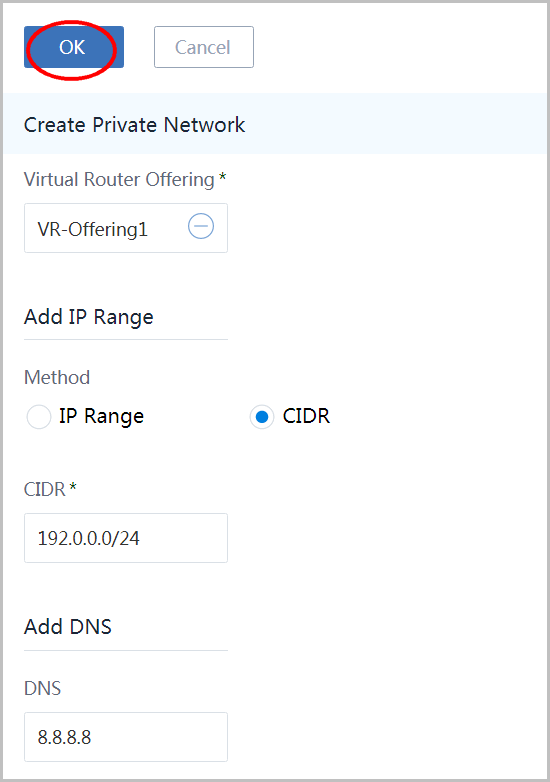 OK Cancel
Create Private Network
Virtual Router Offering *
VR-Offering1
Add IP Range
Method
IP Range CIDR
CIDR *
192.0.0.0/24
Add DNS
DNS
8.8.8.8